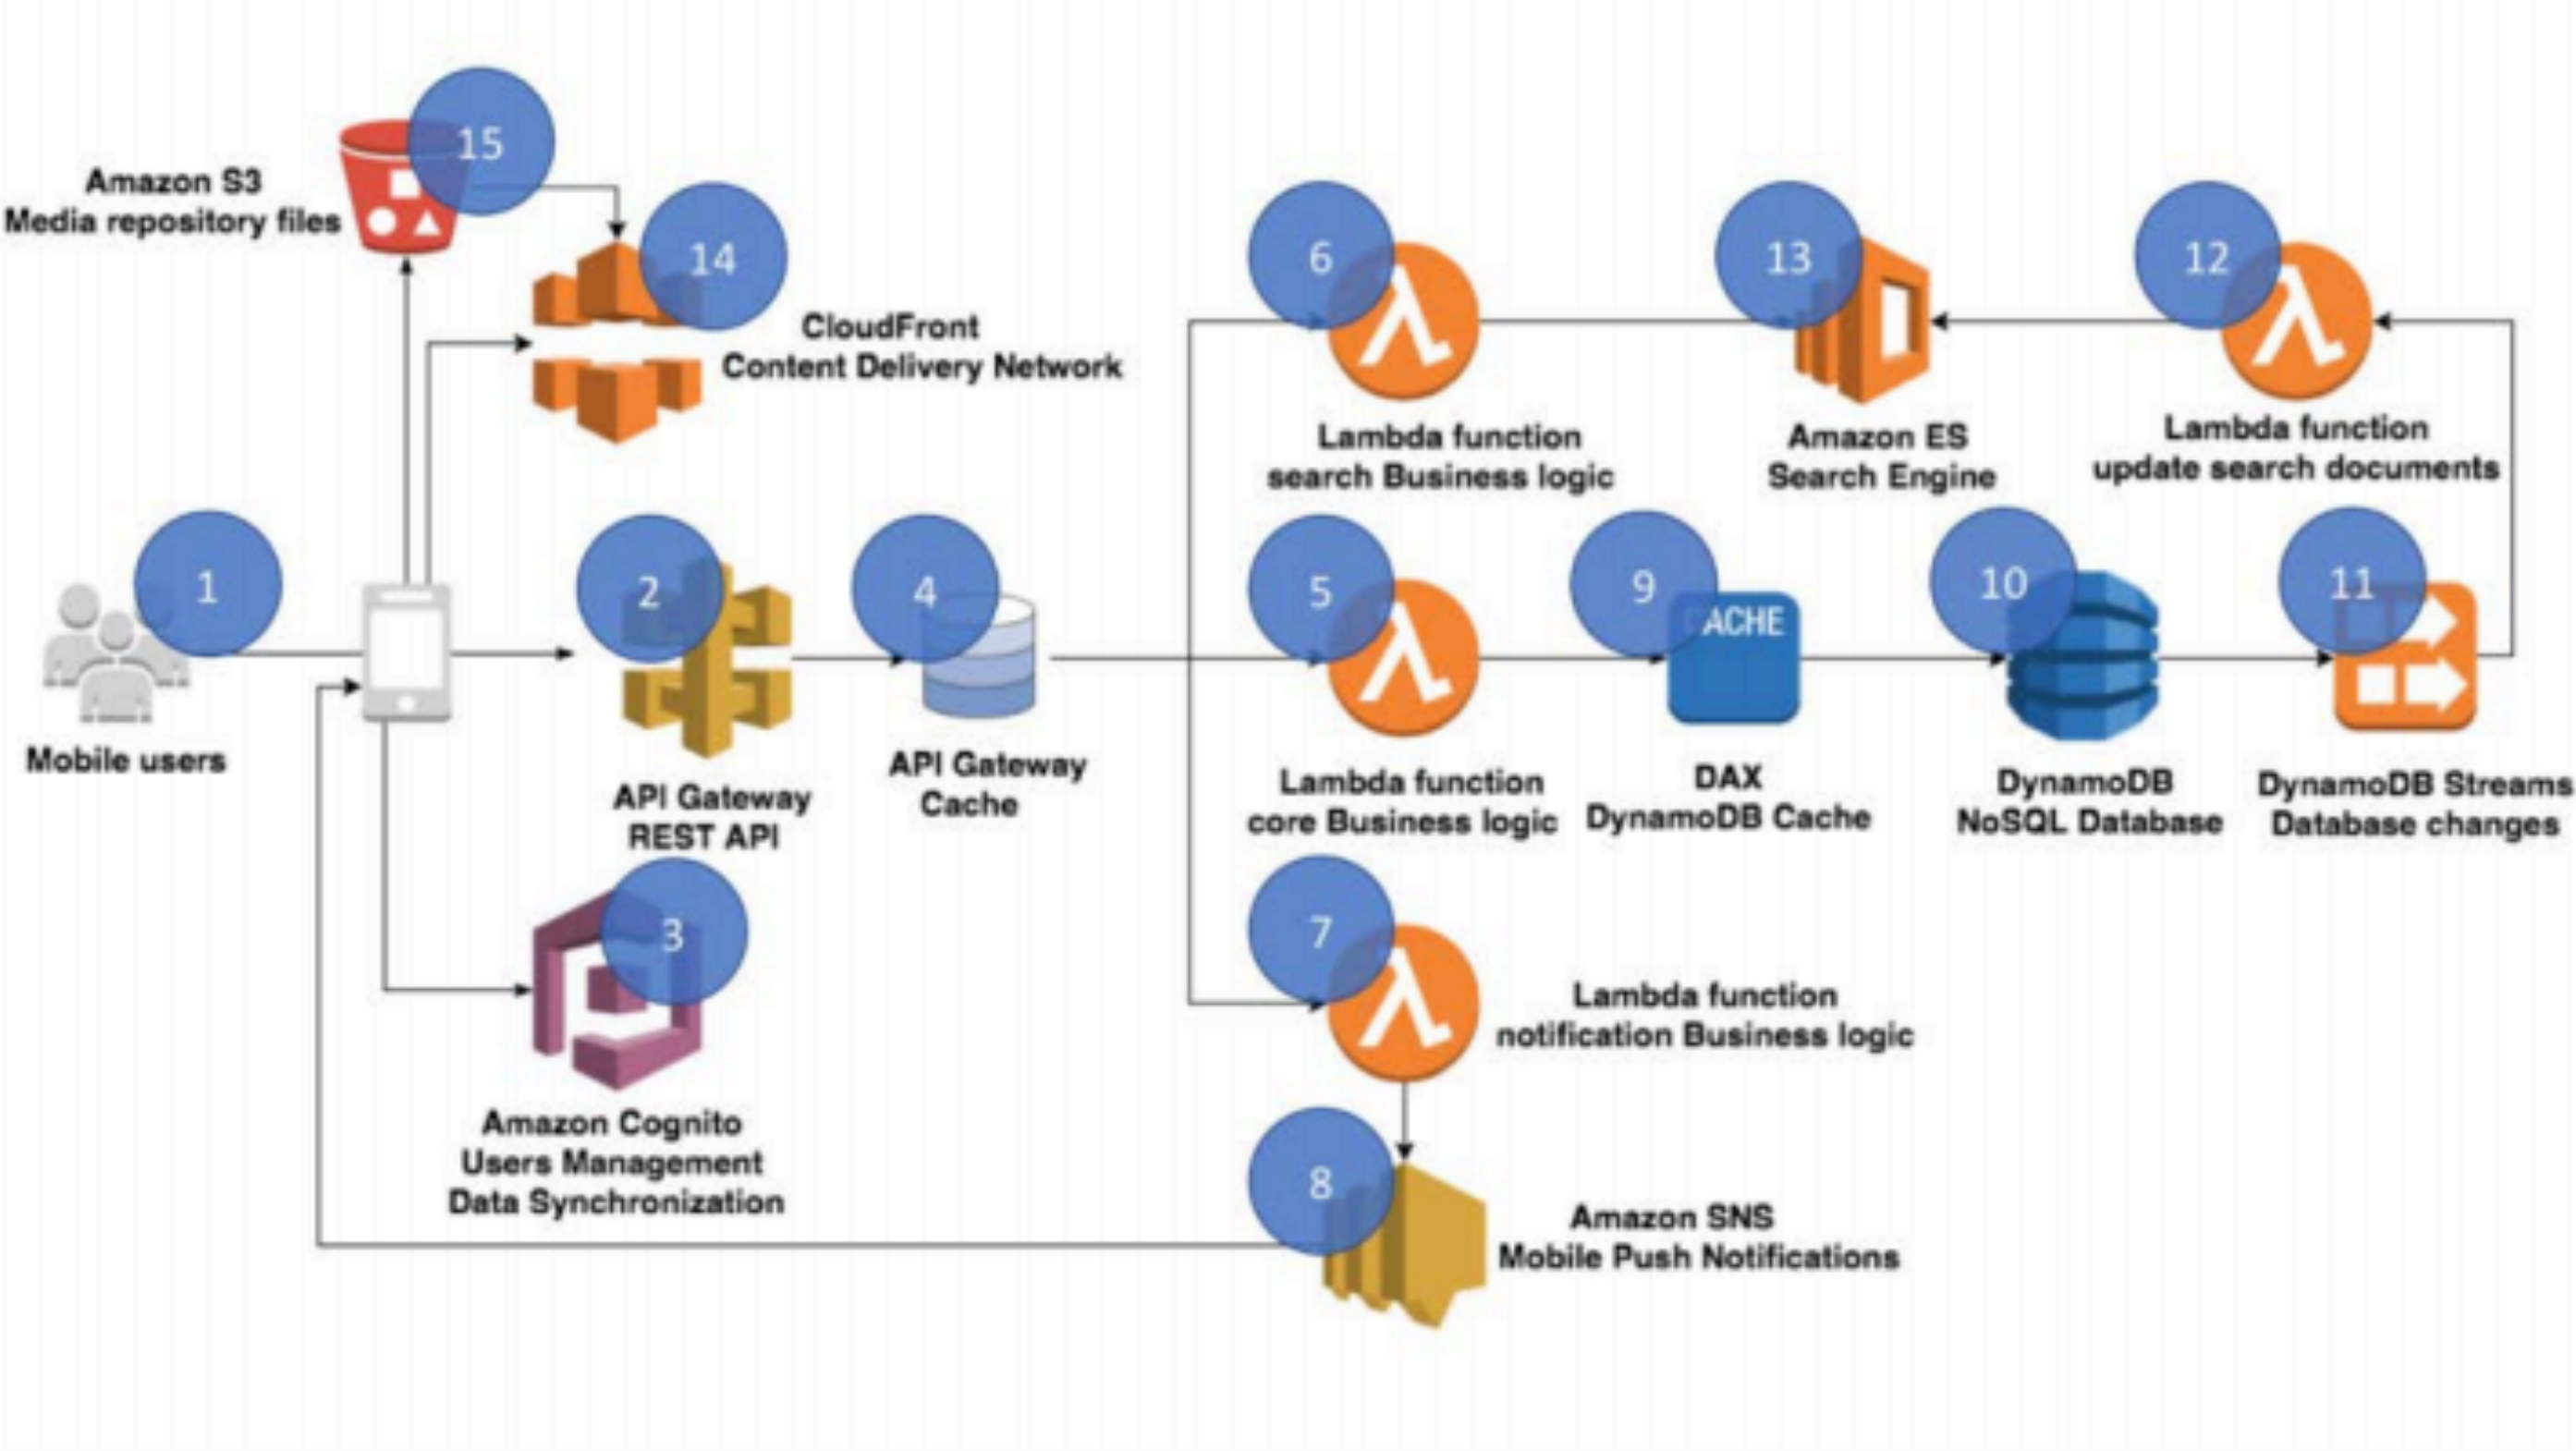 15
Amazon S3
Media repository files
14
CloudFront
Content Delivery Network
6
Lambda function
search Business logic
13
Amazon ES
Search Engine
12
Lambda function
update search documents
1
Mobile users
2
API Gateway
REST API
4
API Gateway
Cache
5
Lambda function
core Business logic
9
CACHE
DAX
DynamoDB Cache
10
DynamoDB
NoSQL Database
11
DynamoDB Streams
Database changes
3
Amazon Cognito
Users Management
Data Synchronization
7
Lambda function
notification Business logic
8
Amazon SNS
Mobile Push Notifications